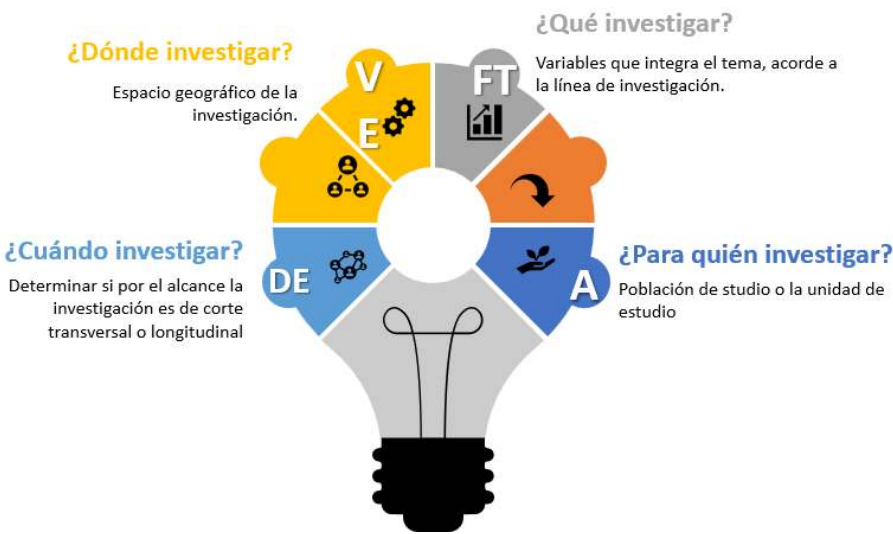 ¿Qué investigar?
Variables que integra el tema, acorde a
la línea de investigación.
¿Dónde investigar?
Espacio geográfico de la
investigación.
V
E
FT
¿Cuándo investigar?
Determinar si por el alcance la
investigación es de corte
transversal o longitudinal
DE
A
¿Para quién investigar?
Población de studio o la unidad de
estudio